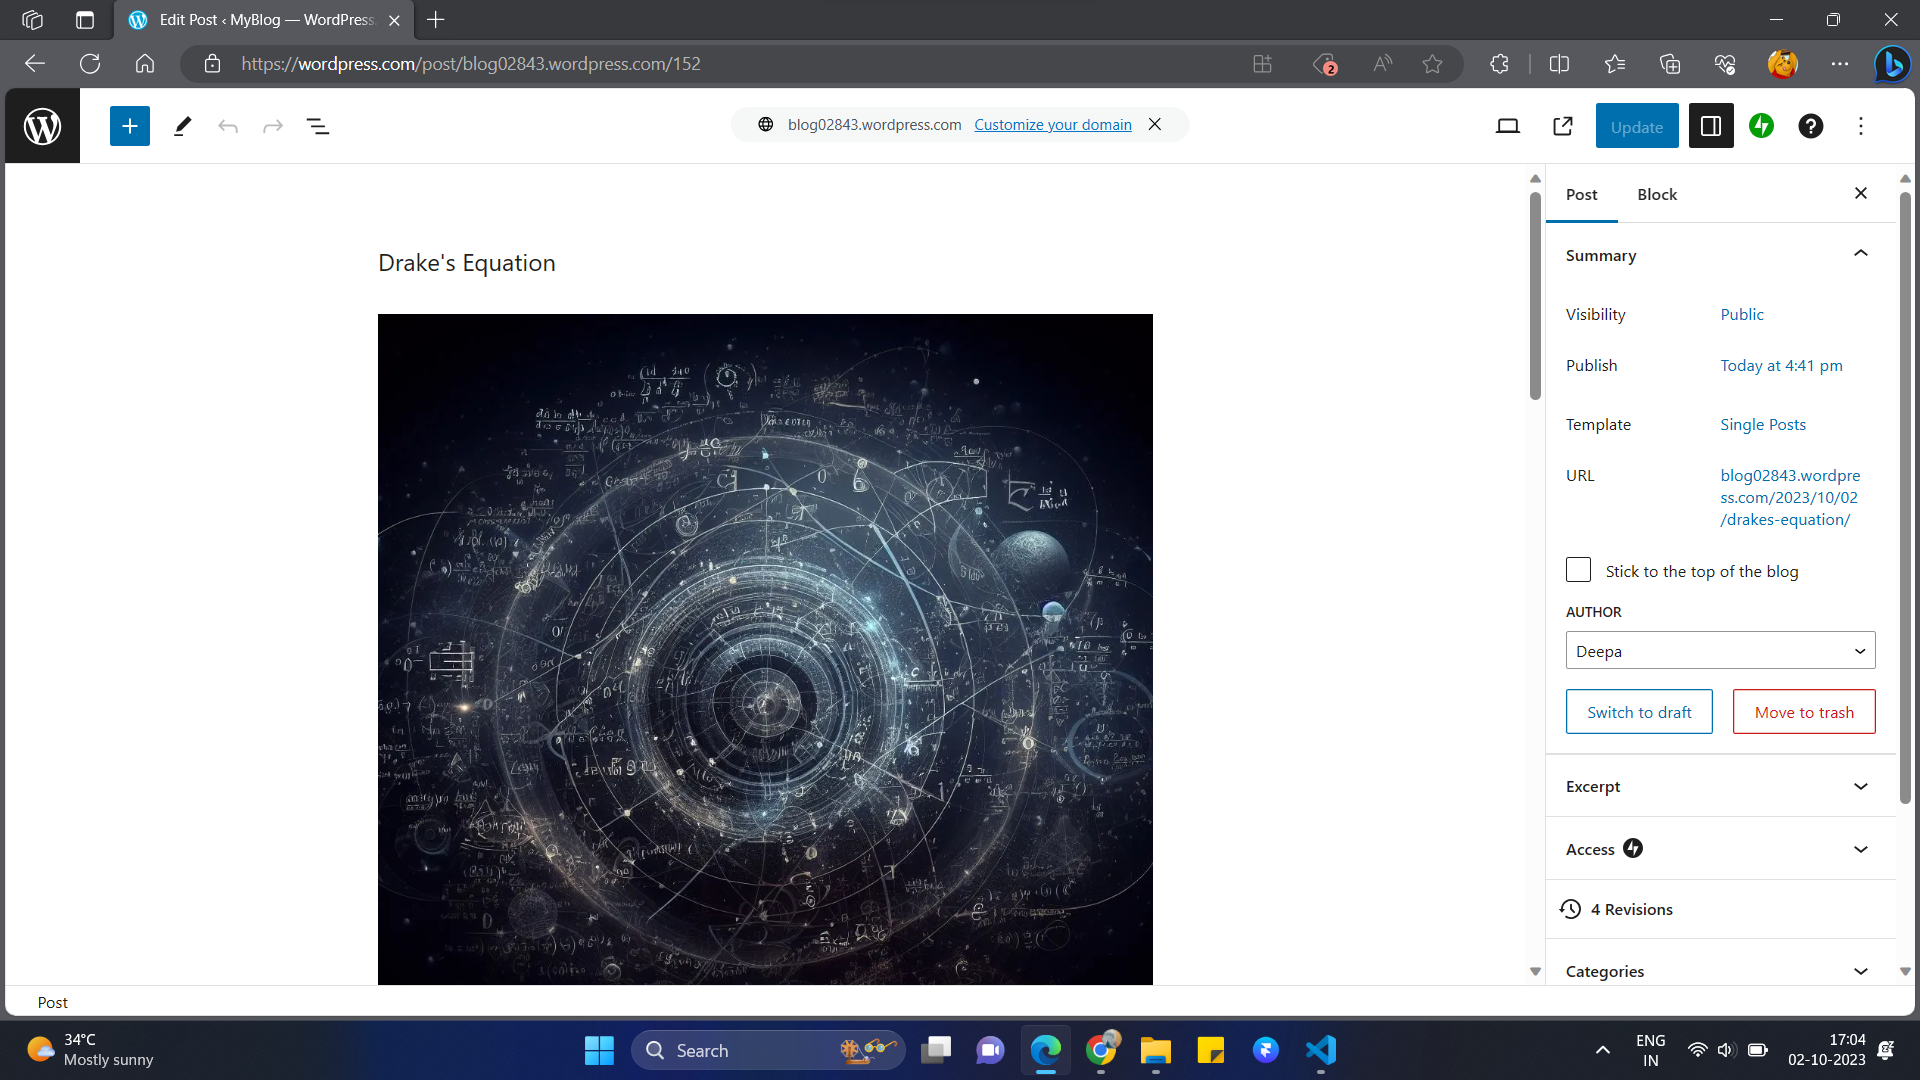 Edit Post ‹ MyBlog — WordPress.
https://wordpress.com/post/blog02843.wordpress.com/152
2
blog02843.wordpress.com Customize your domain
Update
Post Block
Drake's Equation
Summary
Visibility Public
Publish Today at 4:41 pm
Template Single Posts
URL blog02843.wordpre
ss.com/2023/10/02
/drakes-equation/
Stick to the top of the blog
AUTHOR
Deepa
Switch to draft Move to trash
Excerpt
Access
4 Revisions
Categories
Post
34°C
Mostly sunny
Search
ENG
IN
17:04
02-10-2023